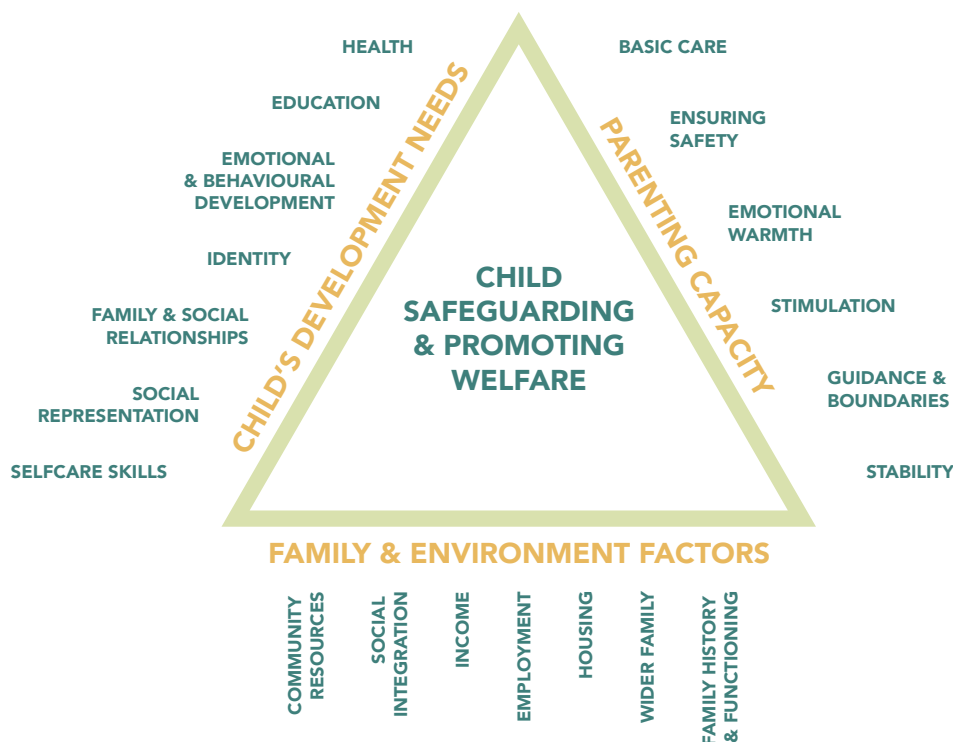 HEALTH
EDUCATION
EMOTIONAL
& BEHAVIOURAL
DEVELOPMENT
IDENTITY
FAMILY & SOCIAL
RELATIONSHIPS
SOCIAL
REPRESENTATION
SELFCARE SKILLS
CHILD'S DEVELOPMENT NEEDS
CHILD
SAFEGUARDING
& PROMOTING
WELFARE
PARENTING CAPACITY
BASIC CARE
ENSURING
SAFETY
EMOTIONAL
WARMTH
STIMULATION
GUIDANCE &
BOUNDARIES
STABILITY
FAMILY & ENVIRONMENT FACTORS
COMMUNITY
RESOURCES
SOCIAL
INTEGRATION
INCOME
EMPLOYMENT
HOUSING
WIDER FAMILY
FAMILY HISTORY
& FUNCTIONING